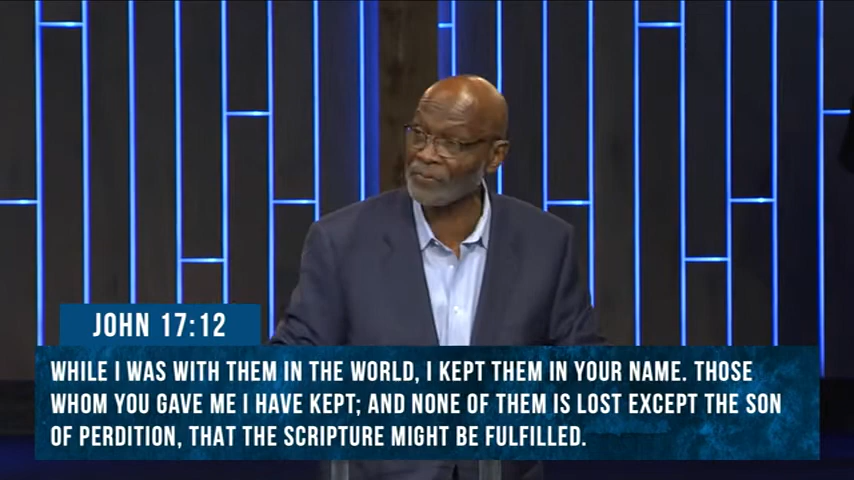 JOHN 17:12
WHILE I WAS WITH THEM IN THE WORLD, I KEPT THEM IN YOUR NAME. THOSE
WHOM YOU GAVE ME I HAVE KEPT; AND NONE OF THEM IS LOST EXCEPT THE SON
OF PERDITION, THAT THE SCRIPTURE MIGHT BE FULFILLED.